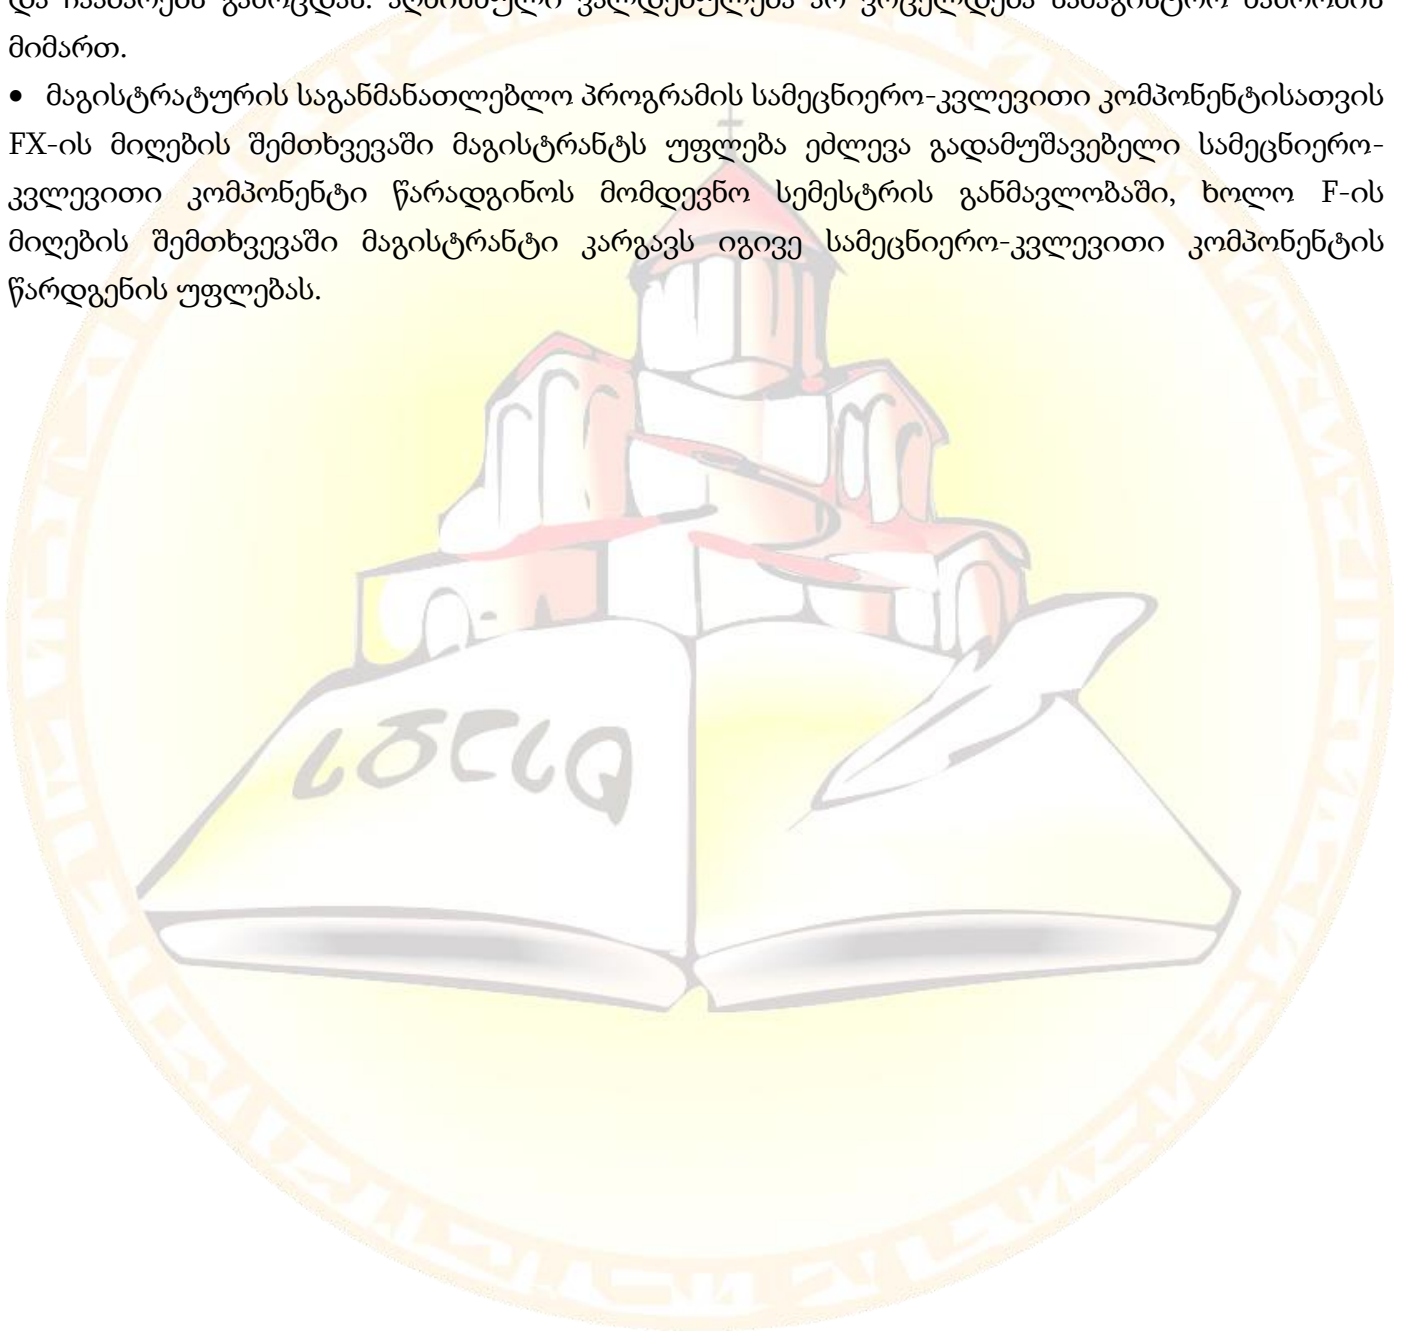 მიმართ.
• მაგისტრატურის საგანმანათლებლო პროგრამის სამეცნიერო-კვლევითი კომპონენტისათვის
FX-ის მიღების შემთხვევაში მაგისტრანტს უფლება ეძლევა გადამუშავებელი სამეცნიერო-
კვლევითი კომპონენტი წარადგინოს მომდევნო სემესტრის განმავლობაში, ხოლო F-ის
მიღების შემთხვევაში მაგისტრანტი კარგავს იგივე სამეცნიერო-კვლევითი კომპონენტის
წარდგენის უფლებას.